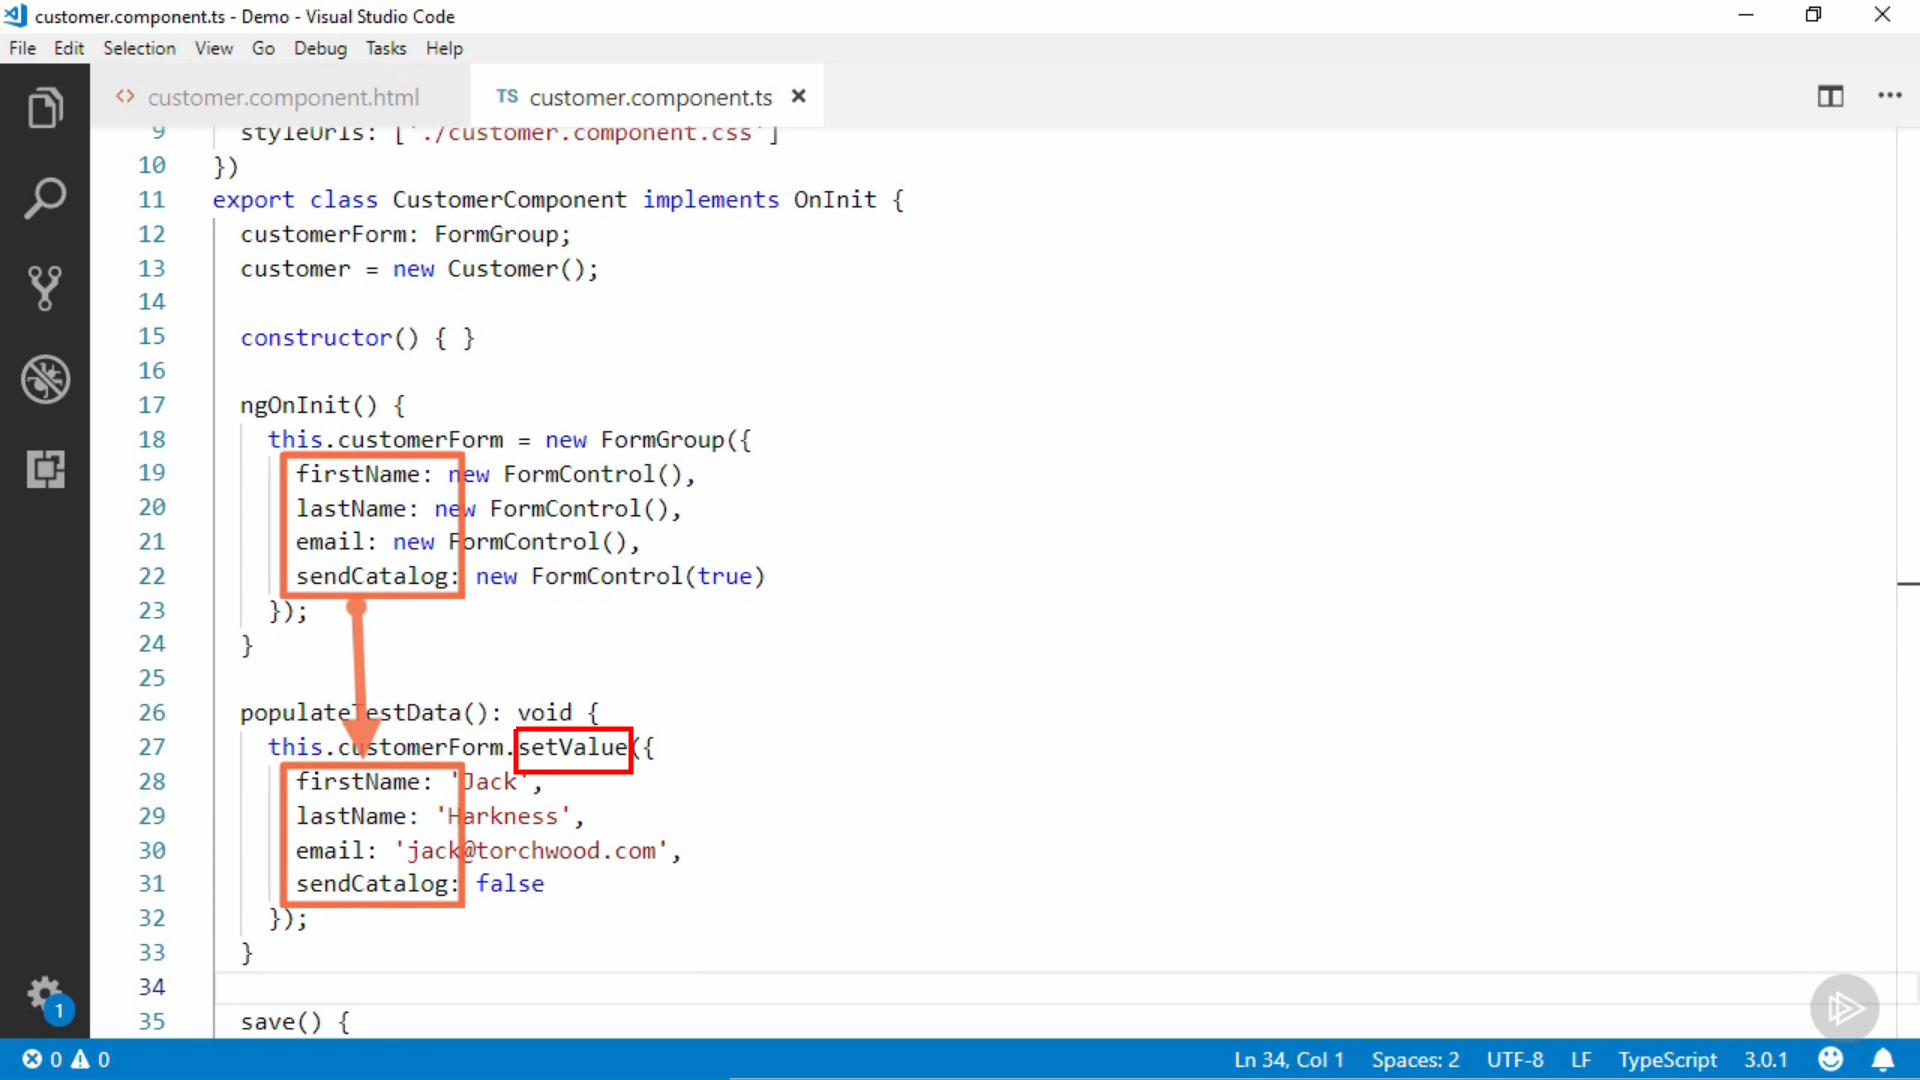 customer.component.ts - Demo - Visual Studio Code
File Edit Selection View Go Debug Tasks Help
<> customer.component.html TS customer.component.ts ×
9 styleUrls: ['./customer.component.css']
10 })
11 export class CustomerComponent implements OnInit {
12 customerForm: FormGroup;
13 customer = new Customer();
14
15 constructor() { }
16
17 ngOnInit() {
18 this.customerForm = new FormGroup({
19 firstName: new FormControl(),
20 lastName: new FormControl(),
21 email: new FormControl(),
22 sendCatalog: new FormControl(true)
23 });
24 }
25
26 populateTestData(): void {
27 this.customerForm.setValue({
28 firstName: 'Jack',
29 lastName: 'Harkness',
30 email: 'jack@torchwood.com',
31 sendCatalog: false
32 });
33 }
34
35 save() {
1
0 0 Ln 34, Col 1 Spaces: 2 UTF-8 LF TypeScript 3.0.1